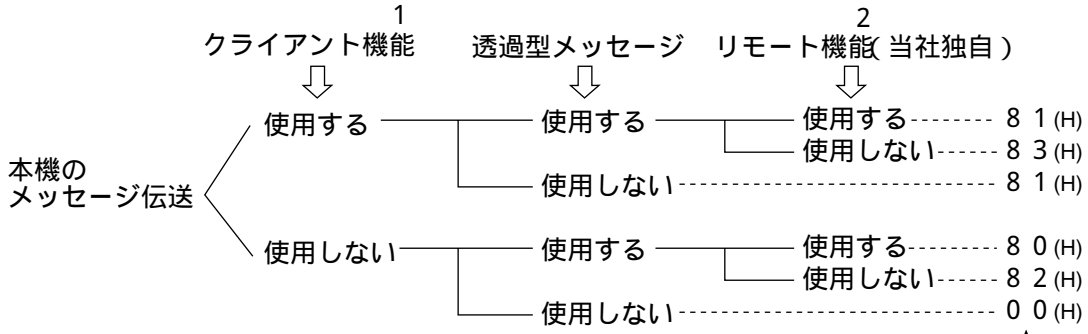 1 2
クライアント機能 透過型メッセージ リモート機能(当社独自)
使用する 使用する 使用する 8 1 (H)
使用しない 8 3 (H)
本機の
メッセージ伝送
使用しない 8 1 (H)
使用しない 使用する 使用する 8 0 (H)
使用しない 8 2 (H)
使用しない 0 0 (H)